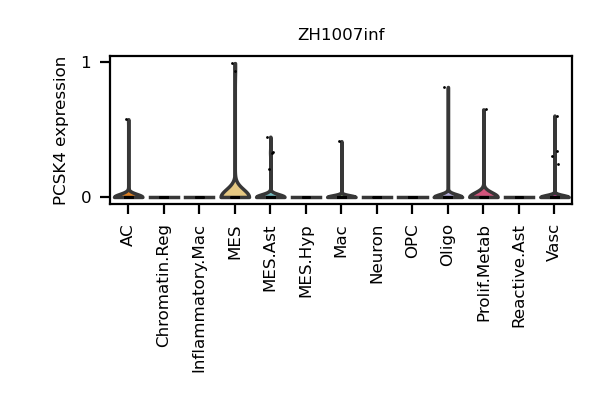 ZH1007inf
PCSK4 expression
1
0
AC
Chromatin.Reg
Inflammatory.Mac
MES
MES.Ast
MES.Hyp
Mac
Neuron
OPC
Oligo
Prolif.Metab
Reactive.Ast
Vasc